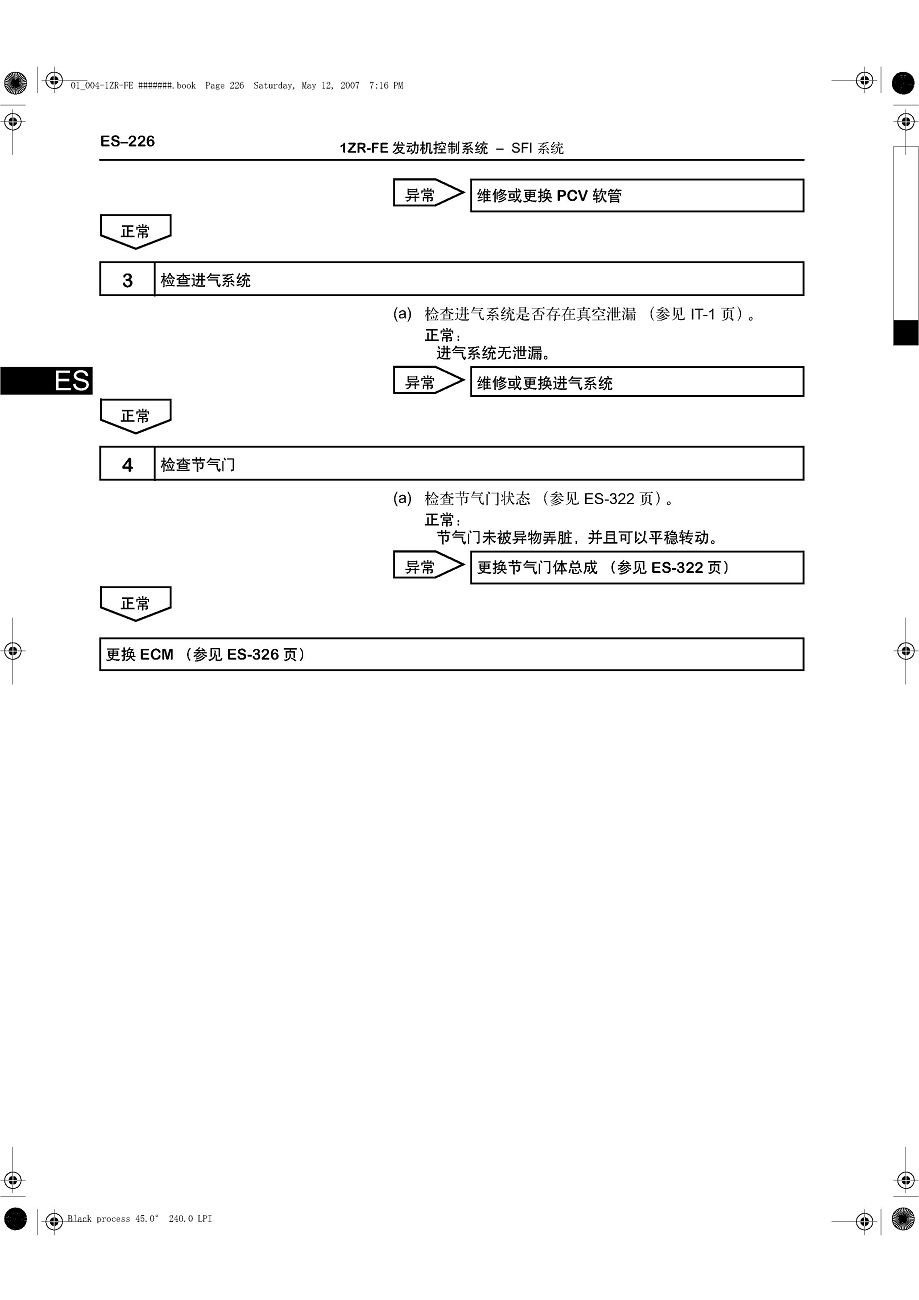 01_004-1ZR-FE #######.book Page 226 Saturday, May 12, 2007 7:16 PM
ES–226
1ZR-FE 发动机控制系统 – SFI 系统
异常 维修或更换 PCV 软管
正常
3 检查进气系统
(a) 检查进气系统是否存在真空泄漏 （参见 IT-1 页）。
正常：
进气系统无泄漏。
ES
异常 维修或更换进气系统
正常
4 检查节气门
(a) 检查节气门状态 （参见 ES-322 页）。
正常：
节气门未被异物弄脏，并且可以平稳转动。
异常 更换节气门体总成 （参见 ES-322 页）
正常
更换 ECM （参见 ES-326 页）
Black process 45.0° 240.0 LPI